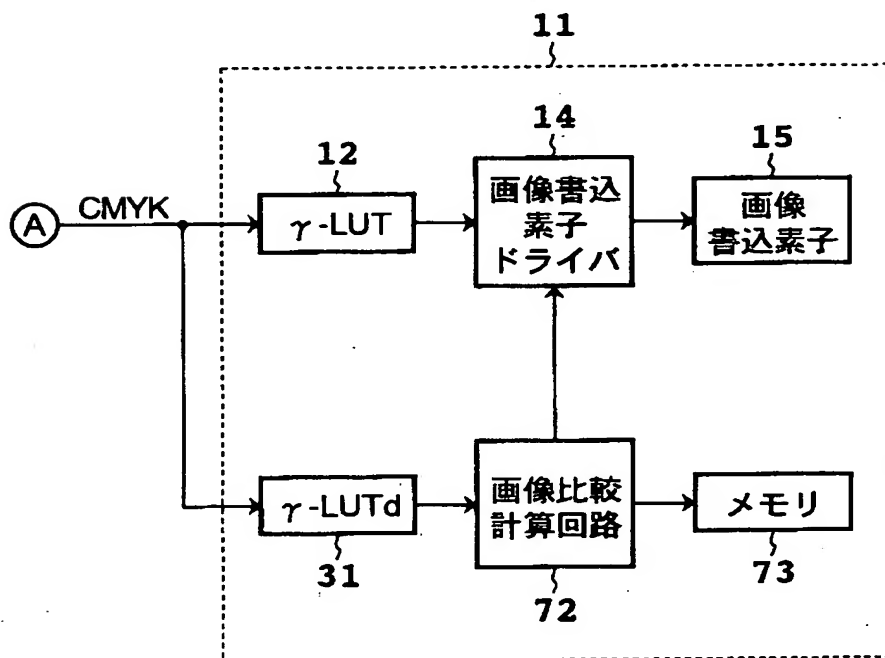 11
14
15
12
画像書込
素子
ドライバ
画像
書込素子
A
CMYK
γ-LUT
γ-LUTd
画像比較
計算回路
メモリ
31
72
73